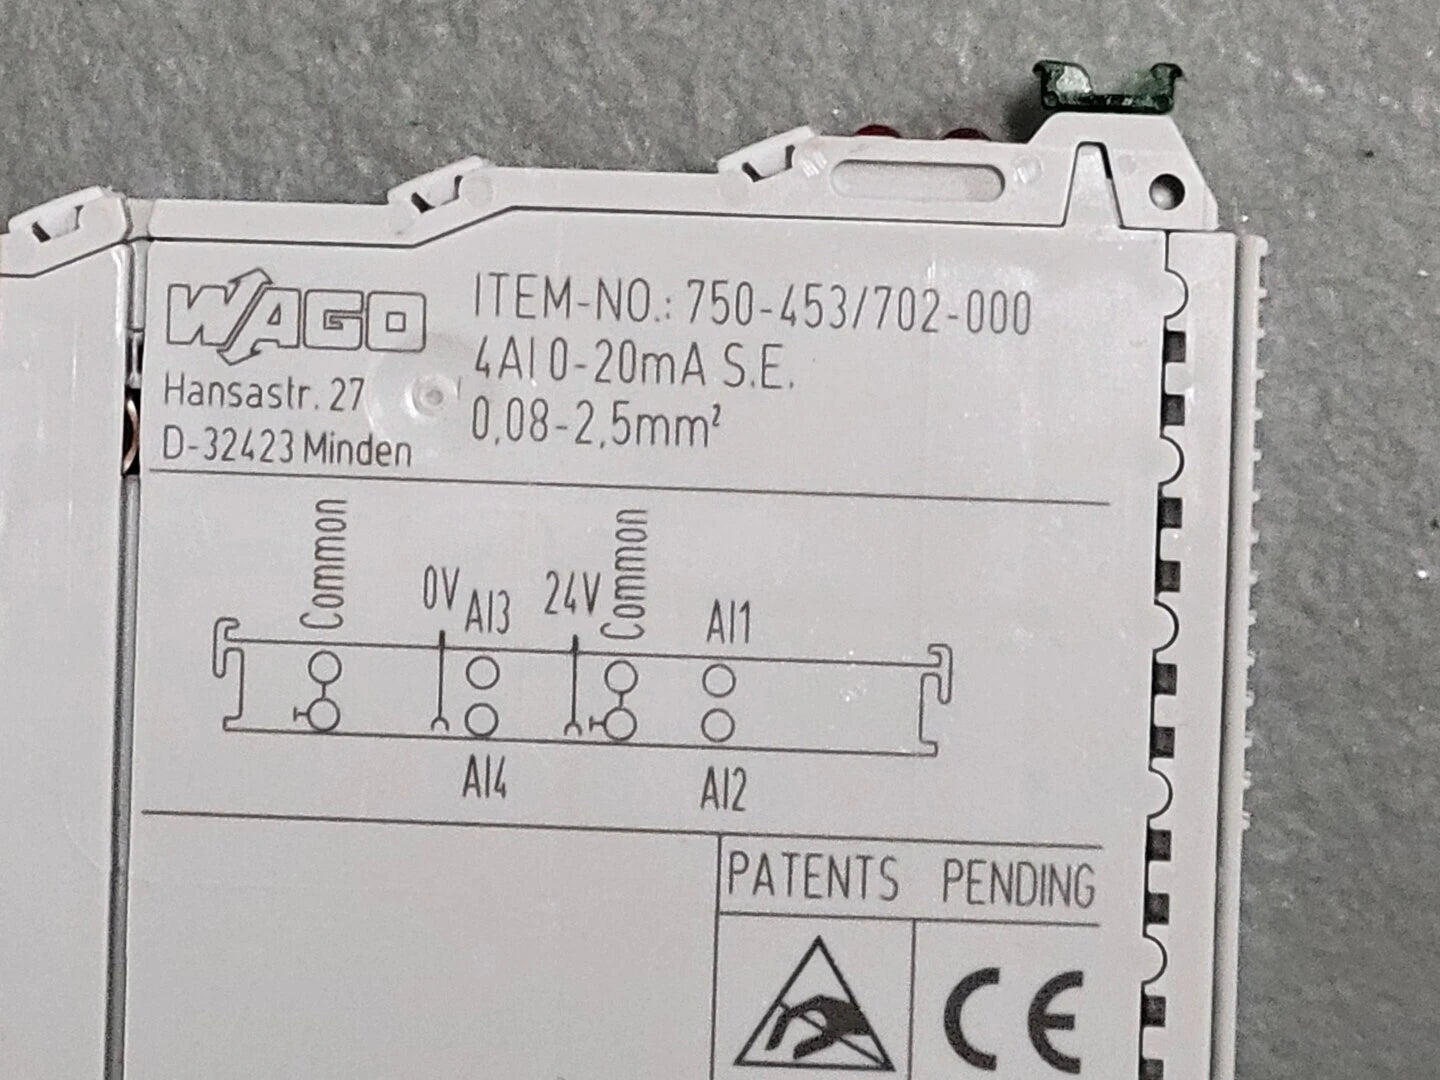 WAGO
Hansastr. 27
D-32423 Minden
ITEM-NO.: 750-453/702-000
4AI 0-20mA S.E.
0,08-2,5mm²
Common
0V
AI3
24V
Common
AI1
AI4
AI2
PATENTS PENDING
CE